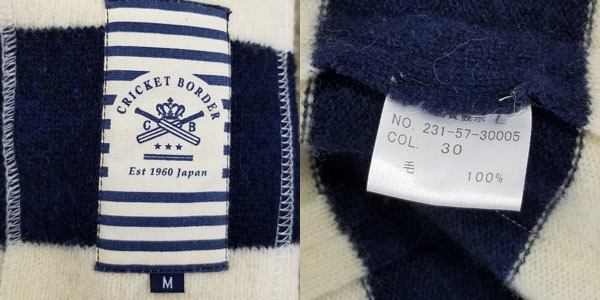 CRICKET BORDER
C B
Est 1960 Japan
M
NO. 231-57-30005
COL. 30
毛 100%